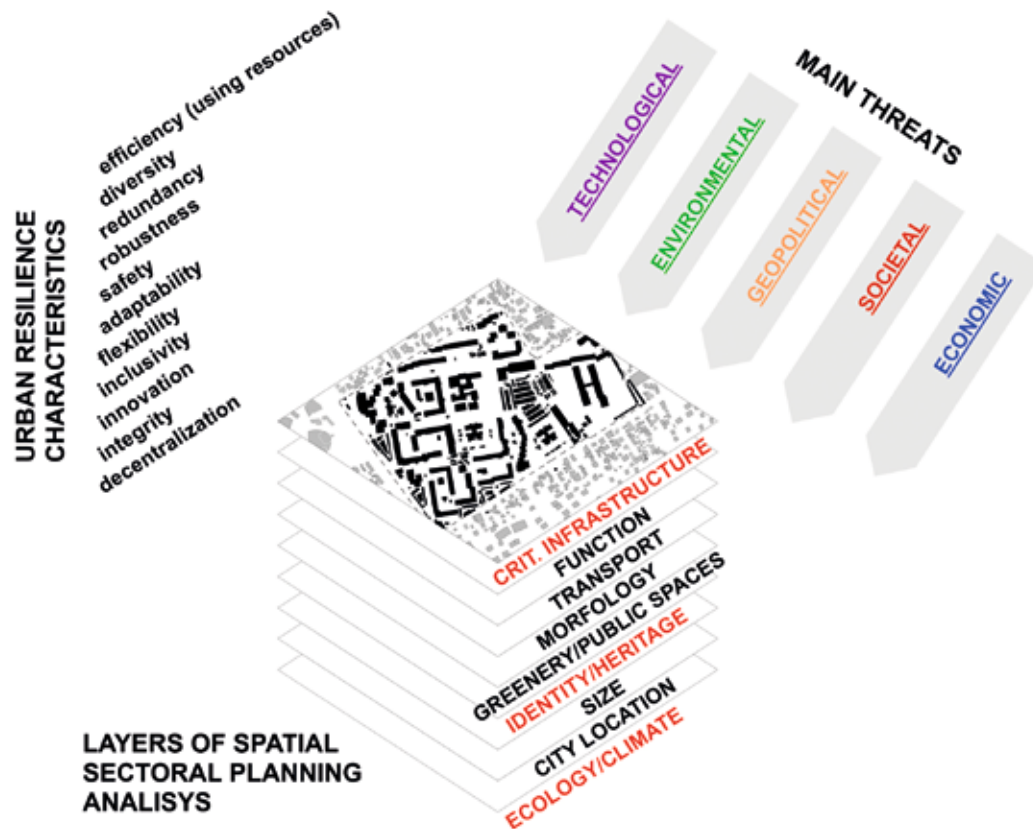 URBAN RESILIENCE
CHARACTERISTICS
efficiency (using resources)
diversity
redundancy
robustness
safety
adaptability
flexibility
inclusivity
innovation
integrity
decentralization
MAIN THREATS
TECHNOLOGICAL
ENVIRONMENTAL
GEOPOLITICAL
SOCIETAL
ECONOMIC
CRIT. INFRASTRUCTURE
FUNCTION
TRANSPORT
MORFOLOGY
GREENERY/PUBLIC SPACES
IDENTITY/HERITAGE
SIZE
CITY LOCATION
ECOLOGY/CLIMATE
LAYERS OF SPATIAL
SECTORAL PLANNING
ANALISYS